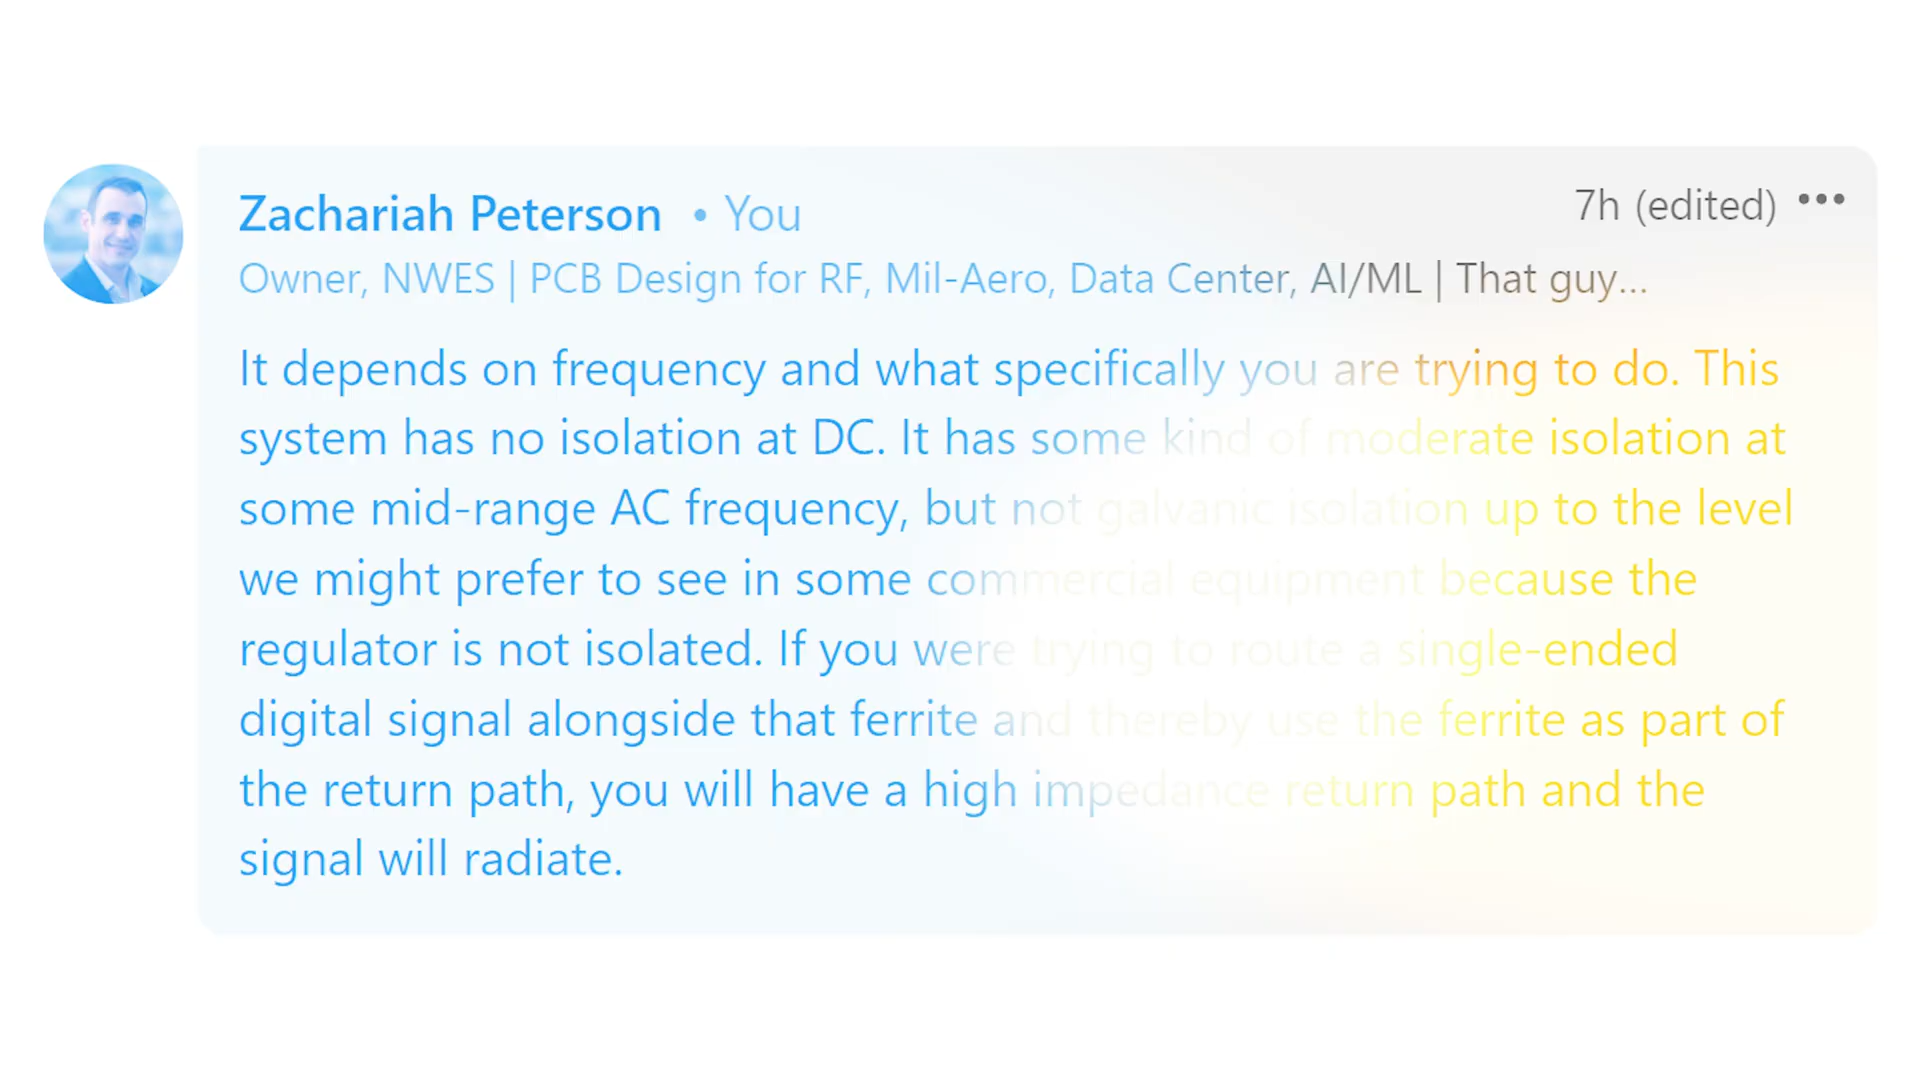 Zachariah Peterson • You
7h (edited) •••
Owner, NWES | PCB Design for RF, Mil-Aero, Data Center, AI/ML | That guy...
It depends on frequency and what specifically you are trying to do. This
system has no isolation at DC. It has some kind of moderate isolation at
some mid-range AC frequency, but not galvanic isolation up to the level
we might prefer to see in some commercial equipment because the
regulator is not isolated. If you were trying to route a single-ended
digital signal alongside that ferrite and thereby use the ferrite as part of
the return path, you will have a high impedance return path and the
signal will radiate.